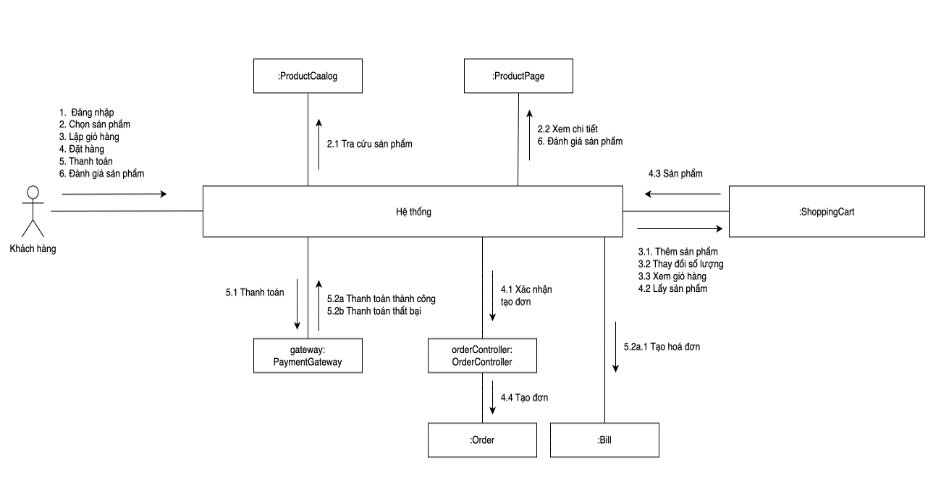 :ProductCaalog
:ProductPage
1. Đăng nhập
2. Chọn sản phẩm
3. Lập giỏ hàng
4. Đặt hàng
5. Thanh toán
6. Đánh giá sản phẩm
2.1 Tra cứu sản phẩm
2.2 Xem chi tiết
6. Đánh giá sản phẩm
4.3 Sản phẩm
Khách hàng
Hệ thống
:ShoppingCart
3.1. Thêm sản phẩm
3.2 Thay đổi số lượng
3.3 Xem giỏ hàng
4.2 Lấy sản phẩm
5.1 Thanh toán
5.2a Thanh toán thành công
5.2b Thanh toán thất bại
4.1 Xác nhận
tạo đơn
5.2a.1 Tạo hoá đơn
gateway:
PaymentGateway
orderController:
OrderController
4.4 Tạo đơn
:Order
:Bill